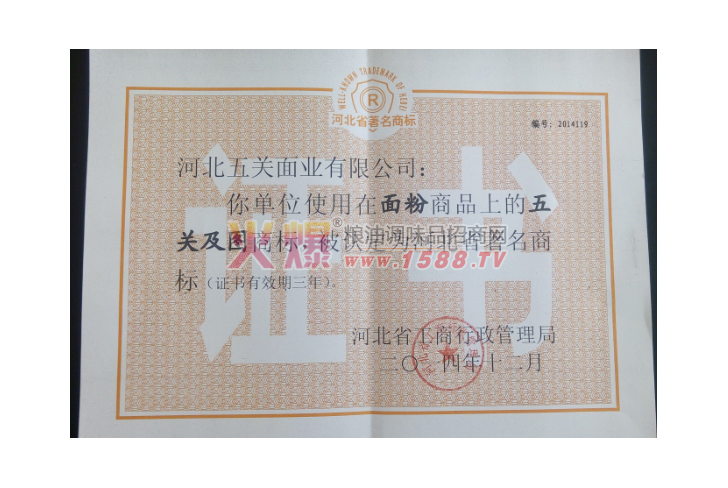 WELL-KNOWN TRADEMARK OF HEBEI
R
河北省著名商标
编号：2014119
证书
河北五关面业有限公司：
你单位使用在面粉商品上的五
关及图商标，被认定为河北省著名商
标（证书有效期三年）。
火爆®粮油调味品招商网
www.1588.TV
河北省工商行政管理局
二〇一四年十二月